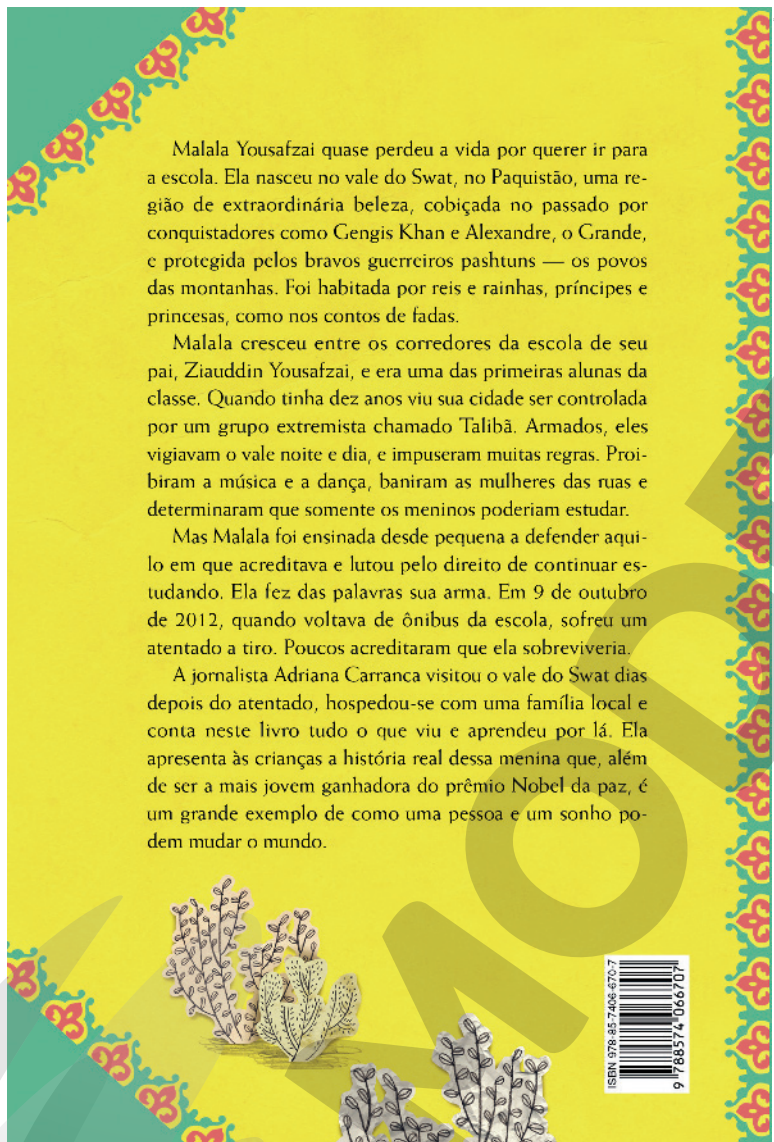 Malala Yousafzai quase perdeu a vida por querer ir para
a escola. Ela nasceu no vale do Swat, no Paquistão, uma re-
gião de extraordinária beleza, cobiçada no passado por
conquistadores como Gengis Khan e Alexandre, o Grande,
e protegida pelos bravos guerreiros pashtuns — os povos
das montanhas. Foi habitada por reis e rainhas, príncipes e
princesas, como nos contos de fadas.
Malala cresceu entre os corredores da escola de seu
pai, Ziauddin Yousafzai, e era uma das primeiras alunas da
classe. Quando tinha dez anos viu sua cidade ser controlada
por um grupo extremista chamado Talibã. Armados, eles
vigiavam o vale noite e dia, e impuseram muitas regras. Proi-
biram a música e a dança, baniram as mulheres das ruas e
determinaram que somente os meninos poderiam estudar.
Mas Malala foi ensinada desde pequena a defender aqui-
lo em que acreditava e lutou pelo direito de continuar es-
tudando. Ela fez das palavras sua arma. Em 9 de outubro
de 2012, quando voltava de ônibus da escola, sofreu um
atentado a tiro. Poucos acreditaram que ela sobreviveria.
A jornalista Adriana Carranca visitou o vale do Swat dias
depois do atentado, hospedou-se com uma família local e
conta neste livro tudo o que viu e aprendeu por lá. Ela
apresenta às crianças a história real dessa menina que, além
de ser a mais jovem ganhadora do prêmio Nobel da paz, é
um grande exemplo de como uma pessoa e um sonho po-
dem mudar o mundo.
ISBN 978-85-7406-670-7
9 788574 066707